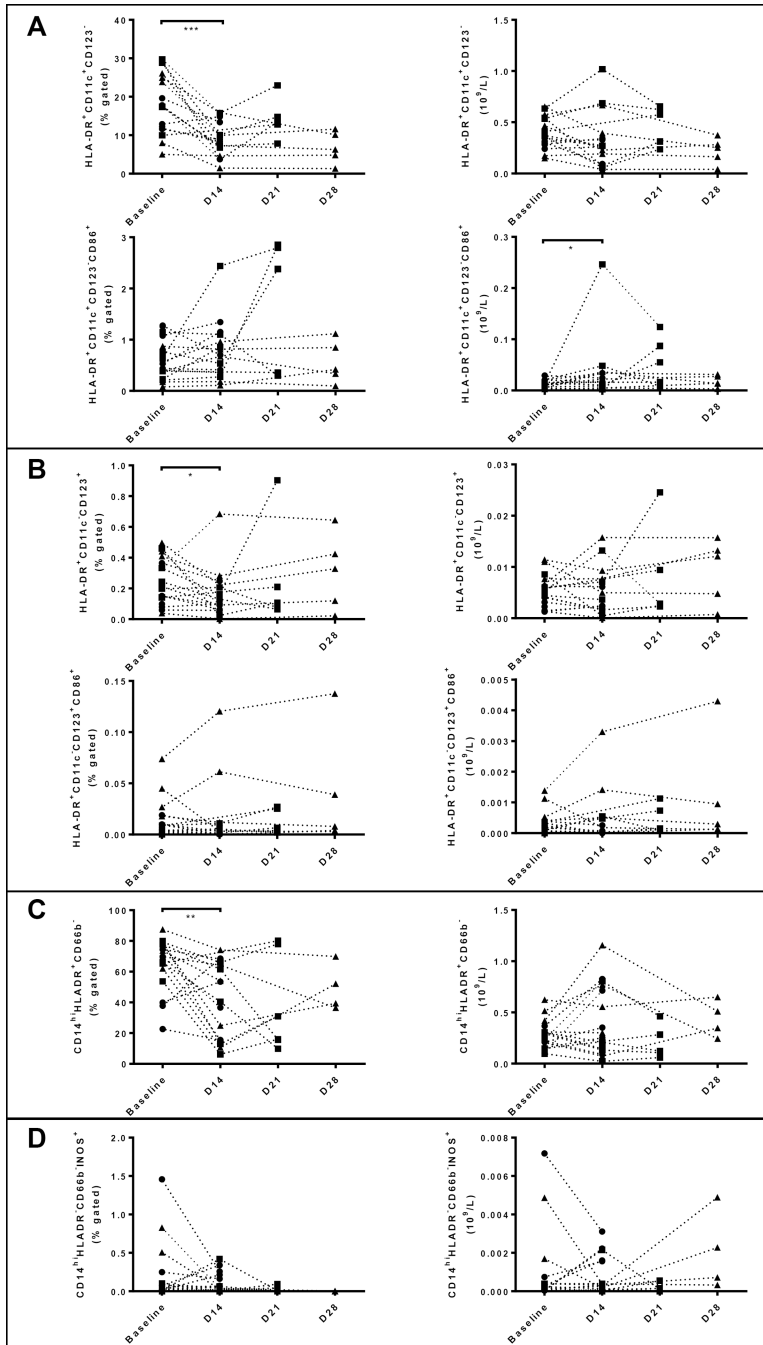 A
HLA-DR⁺CD11c⁺CD123⁻
(% gated)
40
30
20
10
0
***
Baseline
D14
D21
D28
HLA-DR⁺CD11c⁺CD123⁻
(10⁹/L)
1.5
1.0
0.5
0.0
Baseline
D14
D21
D28
HLA-DR⁺CD11c⁺CD123⁻CD86⁺
(% gated)
3
2
1
0
Baseline
D14
D21
D28
HLA-DR⁺CD11c⁺CD123⁻CD86⁺
(10⁹/L)
0.3
0.2
0.1
0.0
*
Baseline
D14
D21
D28
B
HLA-DR⁺CD11c⁻CD123⁺
(% gated)
1.0
0.8
0.6
0.4
0.2
0.0
*
Baseline
D14
D21
D28
HLA-DR⁺CD11c⁻CD123⁺
(10⁹/L)
0.03
0.02
0.01
0.00
Baseline
D14
D21
D28
HLA-DR⁺CD11c⁻CD123⁺CD86⁺
(% gated)
0.15
0.10
0.05
0.00
Baseline
D14
D21
D28
HLA-DR⁺CD11c⁻CD123⁺CD86⁺
(10⁹/L)
0.005
0.004
0.003
0.002
0.001
0.000
Baseline
D14
D21
D28
C
CD14ʰⁱHLADR⁺CD66b⁻
(% gated)
100
80
60
40
20
0
**
Baseline
D14
D21
D28
CD14ʰⁱHLADR⁺CD66b⁻
(10⁹/L)
1.5
1.0
0.5
0.0
Baseline
D14
D21
D28
D
CD14ʰⁱHLADR⁻CD66b⁻INOS⁺
(% gated)
2.0
1.5
1.0
0.5
0.0
Baseline
D14
D21
D28
CD14ʰⁱHLADR⁻CD66b⁻INOS⁺
(10⁹/L)
0.008
0.006
0.004
0.002
0.000
Baseline
D14
D21
D28